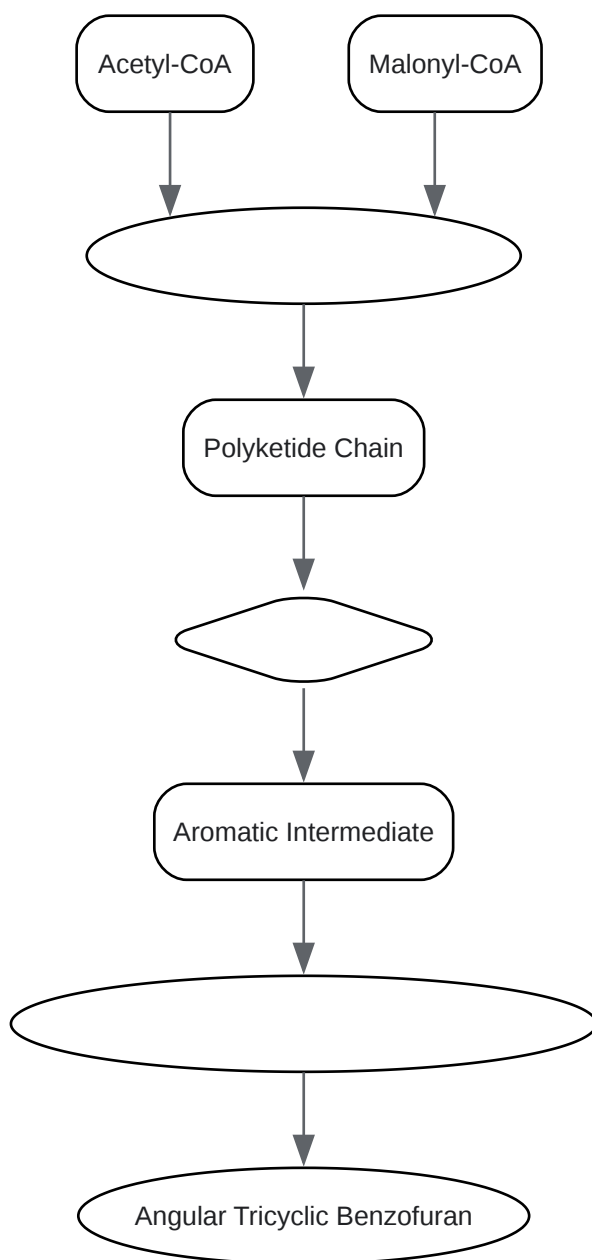 Acetyl-CoA
Malonyl-CoA
Polyketide Chain
Aromatic Intermediate
Angular Tricyclic Benzofuran